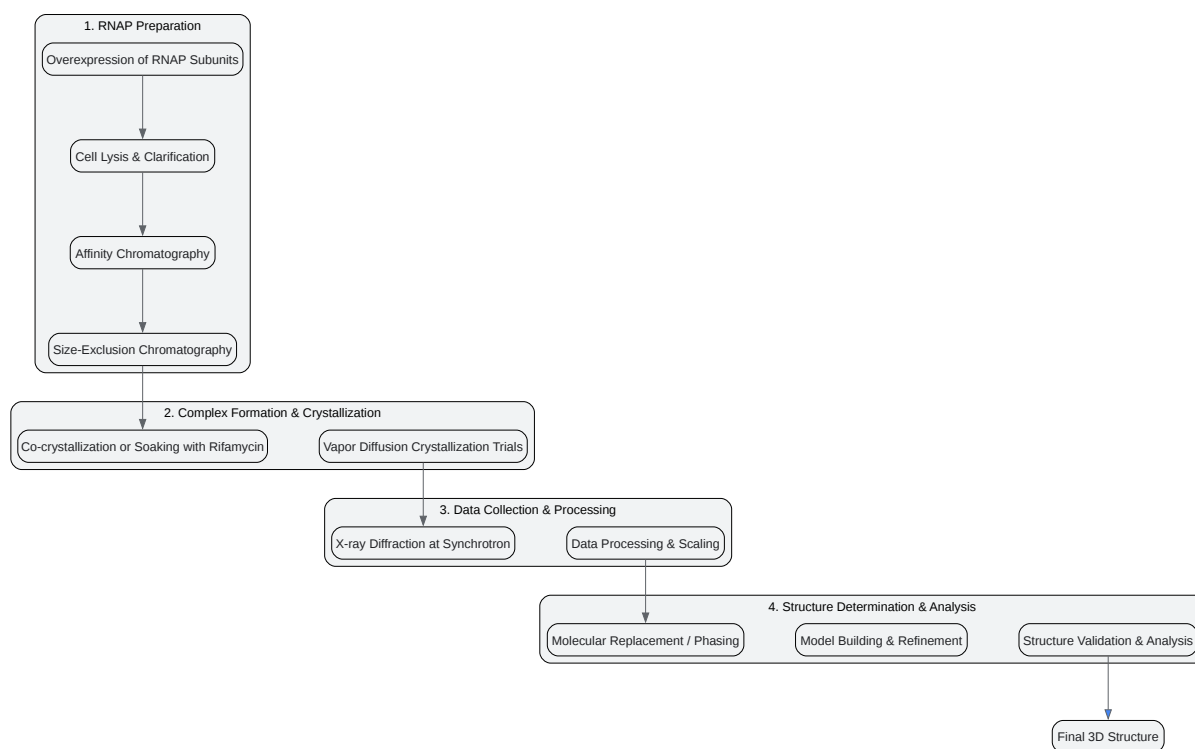 1. RNAP Preparation
Overexpression of RNAP Subunits
Cell Lysis & Clarification
Affinity Chromatography
Size-Exclusion Chromatography
2. Complex Formation & Crystallization
Co-crystallization or Soaking with Rifamycin
Vapor Diffusion Crystallization Trials
3. Data Collection & Processing
X-ray Diffraction at Synchrotron
Data Processing & Scaling
4. Structure Determination & Analysis
Molecular Replacement / Phasing
Model Building & Refinement
Structure Validation & Analysis
Final 3D Structure